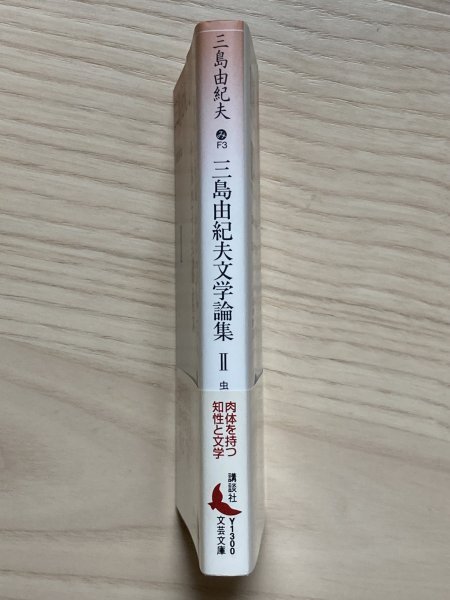 三島由紀夫
み
F3
三島由紀夫文学論集 II
虫
肉体を持つ
知性と文学
講談社
文芸文庫
¥1300